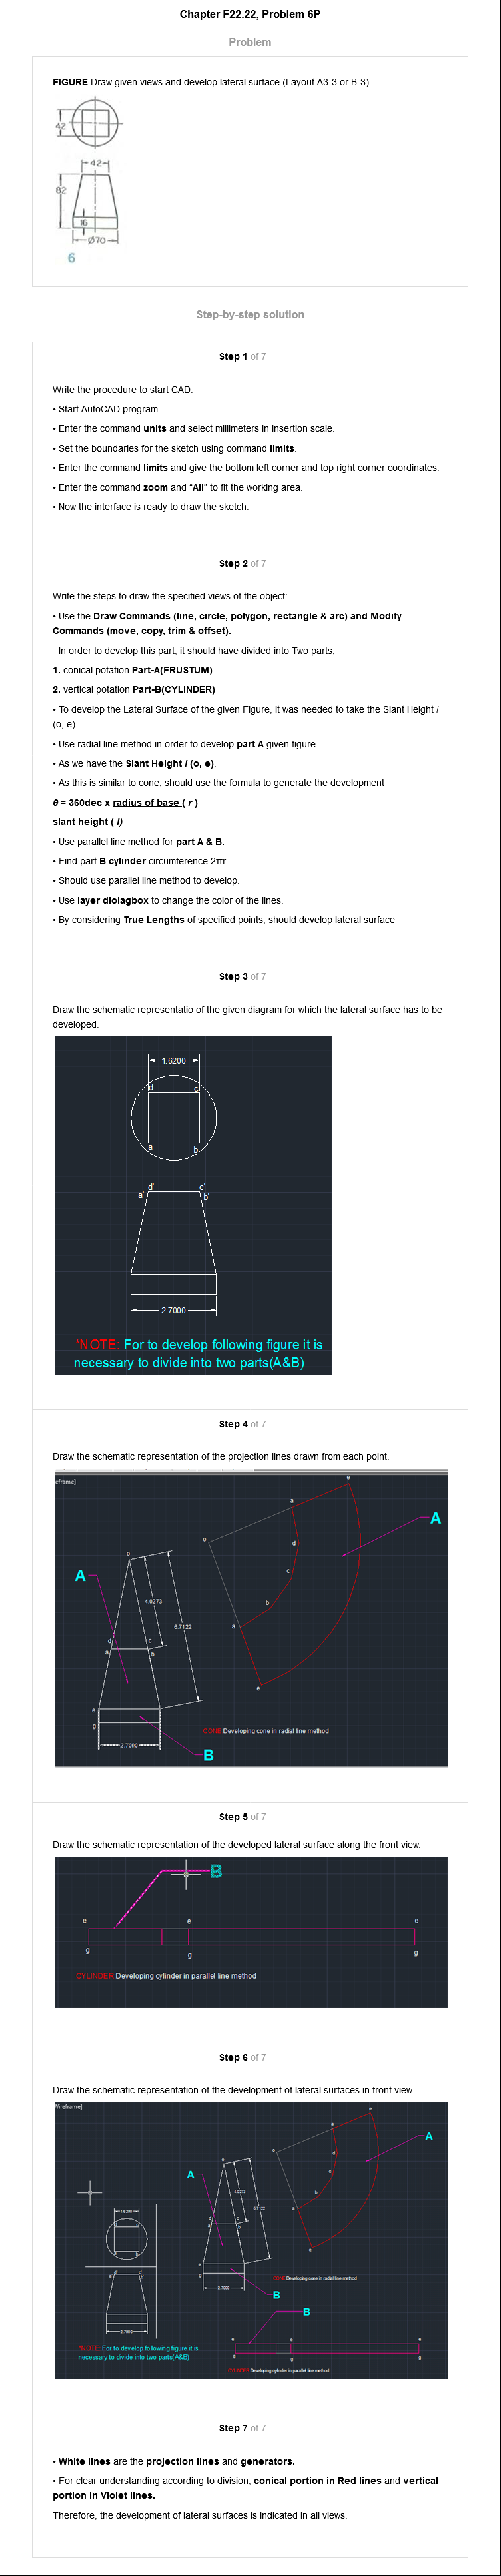 Chapter F22.22, Problem 6P
Problem
FIGURE Draw given views and develop lateral surface (Layout A3-3 or B-3).
42
42
82
16
Ø70
6
Step-by-step solution
Step 1 of 7
Write the procedure to start CAD:
• Start AutoCAD program.
• Enter the command units and select millimeters in insertion scale.
• Set the boundaries for the sketch using command limits.
• Enter the command limits and give the bottom left corner and top right corner coordinates.
• Enter the command zoom and “All” to fit the working area.
• Now the interface is ready to draw the sketch.
Step 2 of 7
Write the steps to draw the specified views of the object:
• Use the Draw Commands (line, circle, polygon, rectangle & arc) and Modify
Commands (move, copy, trim & offset).
· In order to develop this part, it should have divided into Two parts,
1. conical potation Part-A(FRUSTUM)
2. vertical potation Part-B(CYLINDER)
• To develop the Lateral Surface of the given Figure, it was needed to take the Slant Height l
(o, e).
• Use radial line method in order to develop part A given figure.
• As we have the Slant Height l (o, e).
• As this is similar to cone, should use the formula to generate the development
θ = 360dec x radius of base ( r )
slant height ( l)
• Use parallel line method for part A & B.
• Find part B cylinder circumference 2πr
• Should use parallel line method to develop.
• Use layer diolagbox to change the color of the lines.
• By considering True Lengths of specified points, should develop lateral surface
Step 3 of 7
Draw the schematic representatio of the given diagram for which the lateral surface has to be
developed.
1.6200
d
c
a
b
d'
c'
a'
b'
2.7000
*NOTE: For to develop following figure it is
necessary to divide into two parts(A&B)
Step 4 of 7
Draw the schematic representation of the projection lines drawn from each point.
eframe]
e
a
A
o
d
o
A
c
4.0273
b
6.7122
a
d
c
a
b
e
e
g
CONE:Developing cone in radial line method
2.7000
B
Step 5 of 7
Draw the schematic representation of the developed lateral surface along the front view.
B
e
e
e
g
g
g
CYLINDER:Developing cylinder in parallel line method
Step 6 of 7
Draw the schematic representation of the development of lateral surfaces in front view
Wireframe]
e
a
A
o
d
o
A
c
4.0273
b
6.7122
a
1.6200
d
c
a
b
e
e
g
CONE:Developing cone in radial line method
2.7000
B
B
2.7000
e
e
e
*NOTE: For to develop following figure it is
necessary to divide into two parts(A&B)
g
g
g
CYLINDER:Developing cylinder in parallel line method
Step 7 of 7
• White lines are the projection lines and generators.
• For clear understanding according to division, conical portion in Red lines and vertical
portion in Violet lines.
Therefore, the development of lateral surfaces is indicated in all views.